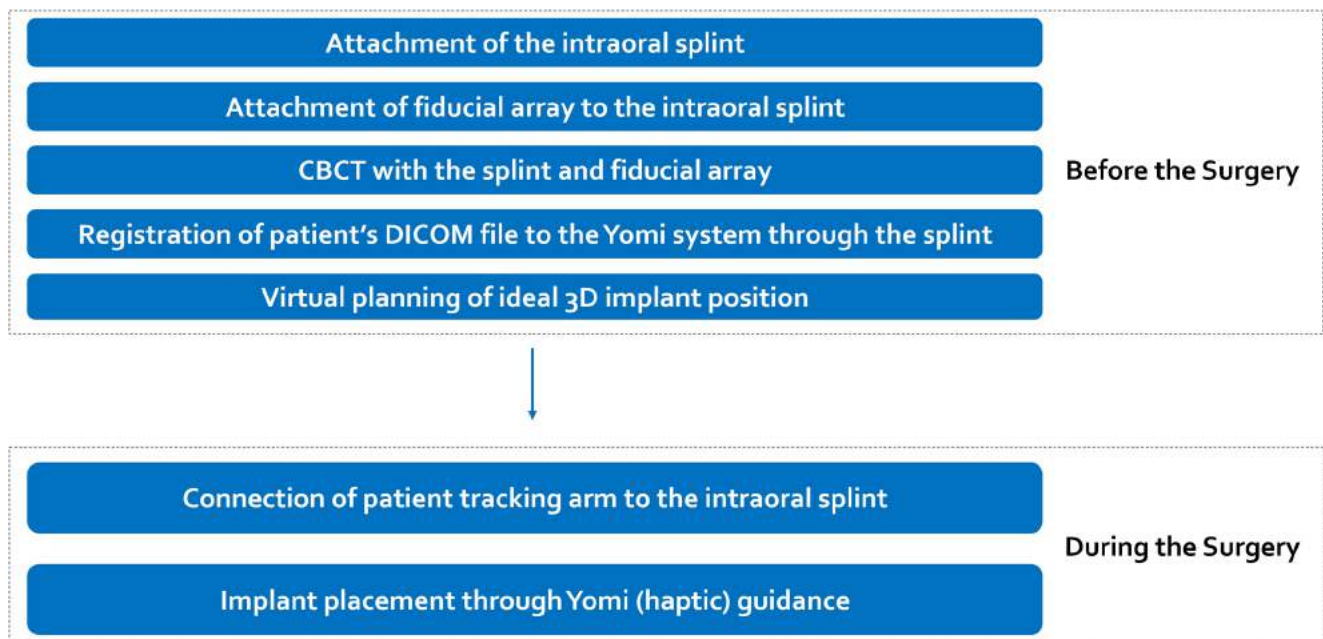 Attachment of the intraoral splint
Attachment of fiducial array to the intraoral splint
CBCT with the splint and fiducial array
Registration of patient's DICOM file to the Yomi system through the splint
Virtual planning of ideal 3D implant position
Before the Surgery
Connection of patient tracking arm to the intraoral splint
Implant placement through Yomi (haptic) guidance
During the Surgery